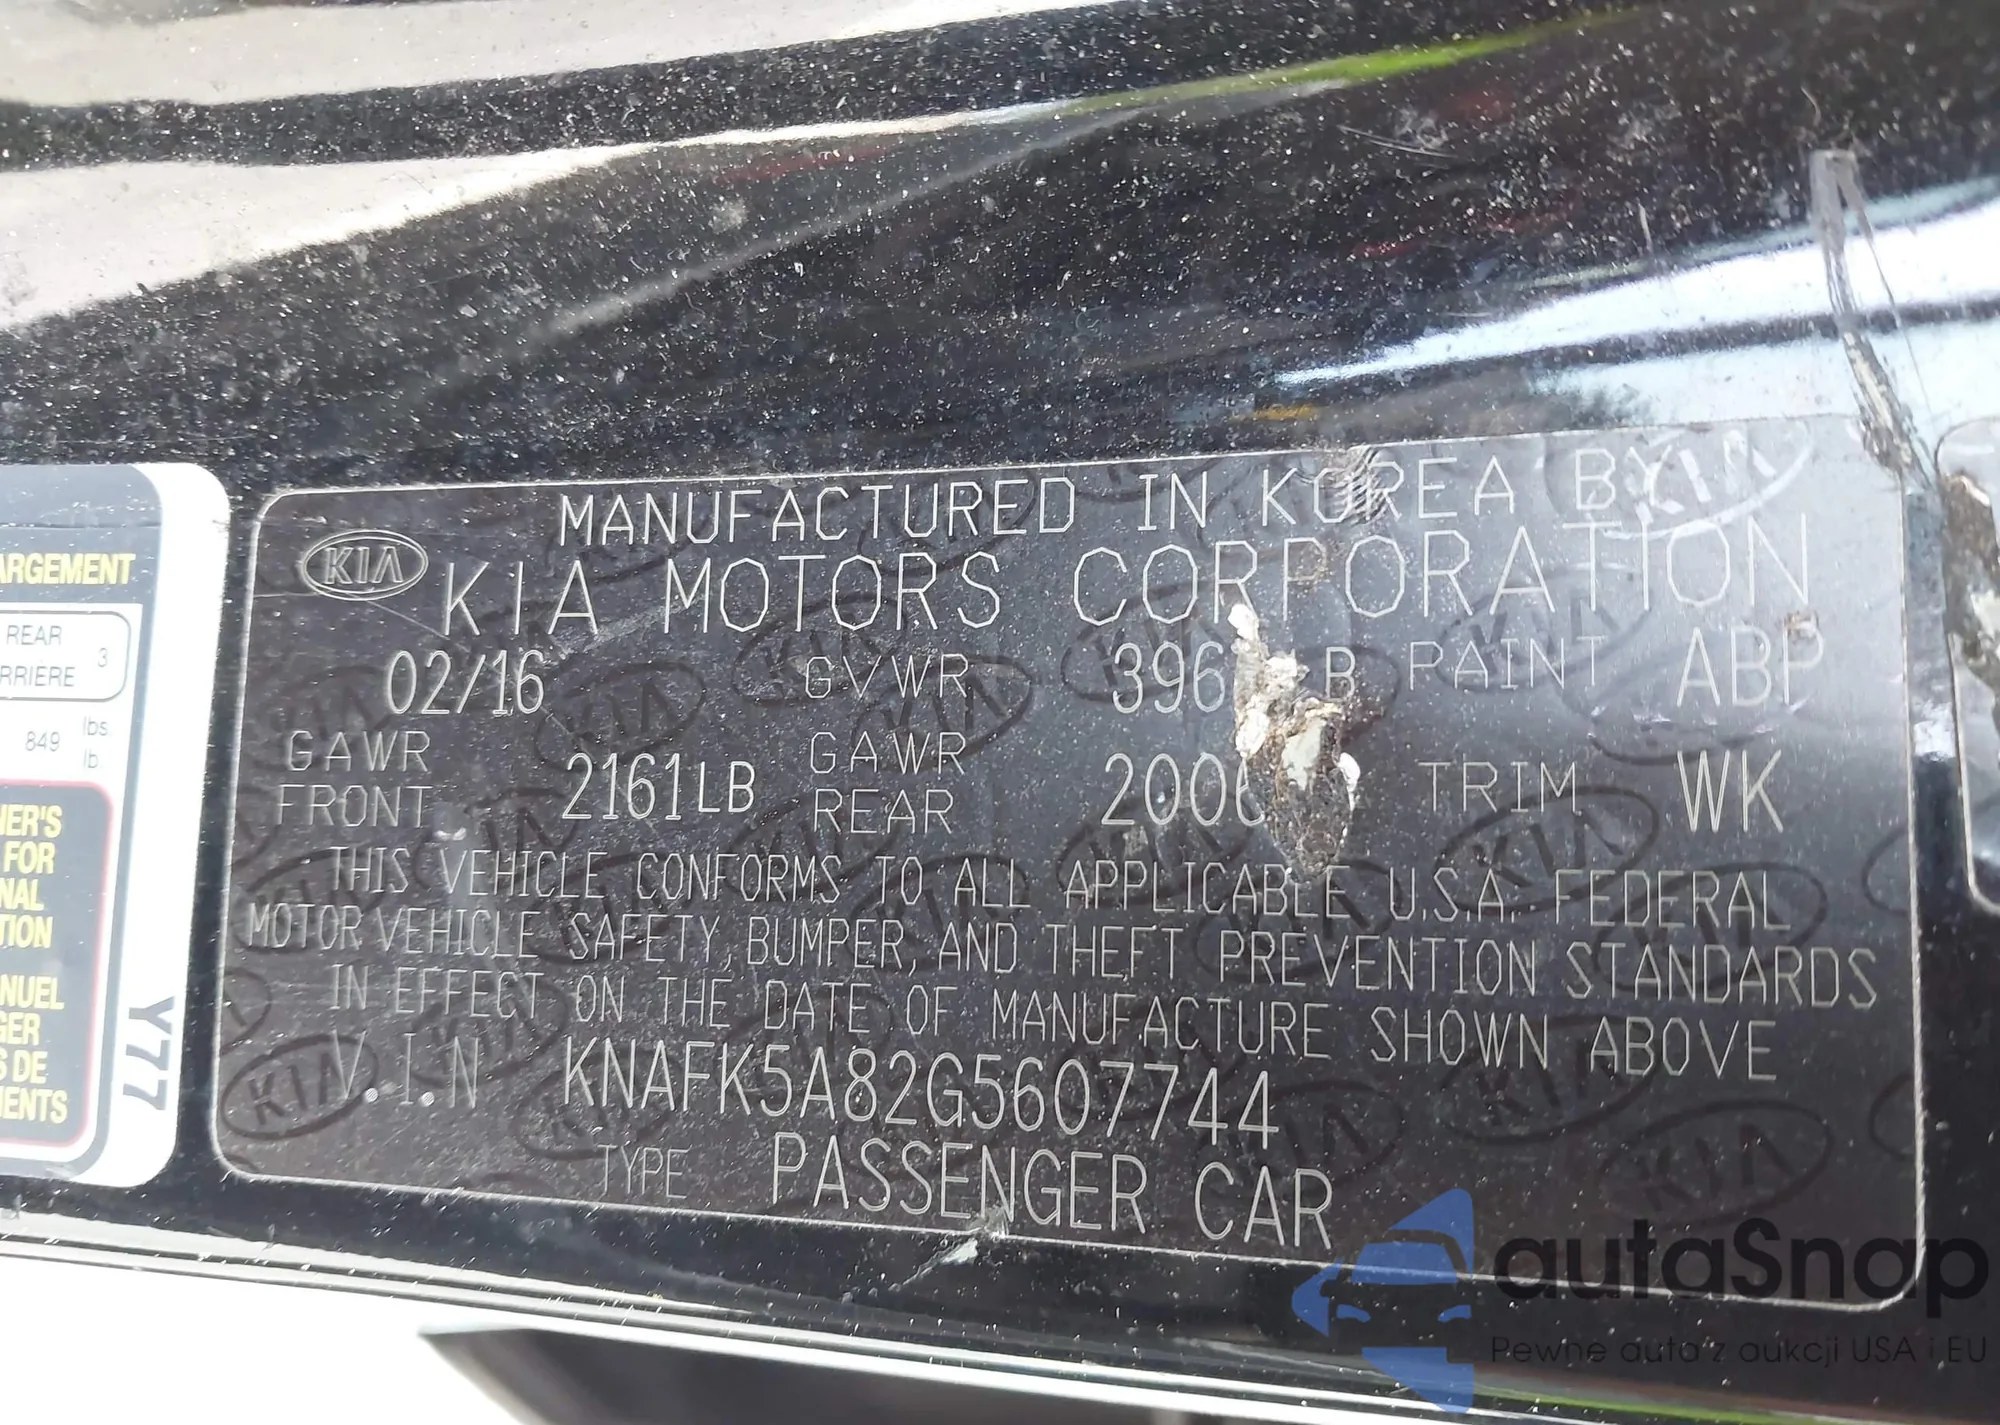 MANUFACTURED IN KOREA BY
KIA KIA MOTORS CORPORATION
02/16 GVWR PAINT ABP
GAWR FRONT 2161LB GAWR REAR TRIM WK
THIS VEHICLE CONFORMS TO ALL APPLICABLE U.S.A. FEDERAL
MOTOR VEHICLE SAFETY, BUMPER, AND THEFT PREVENTION STANDARDS
IN EFFECT ON THE DATE OF MANUFACTURE SHOWN ABOVE
V.I.N KNAFK5A82G5607744
TYPE PASSENGER CAR
REAR
3
849 lbs
lb
FOR
Y77
autaSnap
Pewne auta z aukcji USA i EU